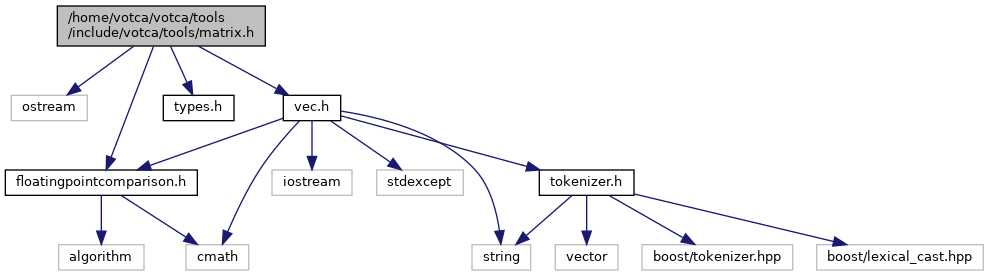 /home/votca/votca/tools
/include/votca/tools/matrix.h
ostream
types.h
vec.h
floatingpointcomparison.h
iostream
stdexcept
tokenizer.h
algorithm
cmath
string
vector
boost/tokenizer.hpp
boost/lexical_cast.hpp